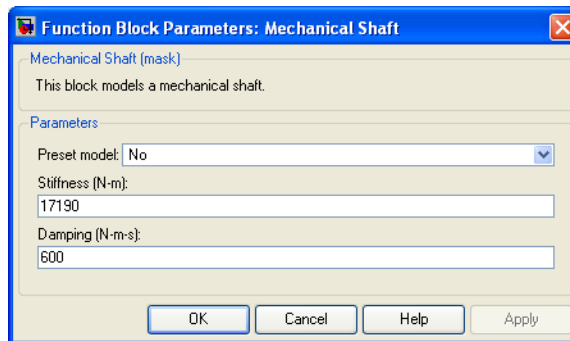 Function Block Parameters: Mechanical Shaft
Mechanical Shaft (mask)
This block models a mechanical shaft.
Parameters
Preset model: No
Stiffness (N-m):
17190
Damping (N-m-s):
600
OK Cancel Help Apply